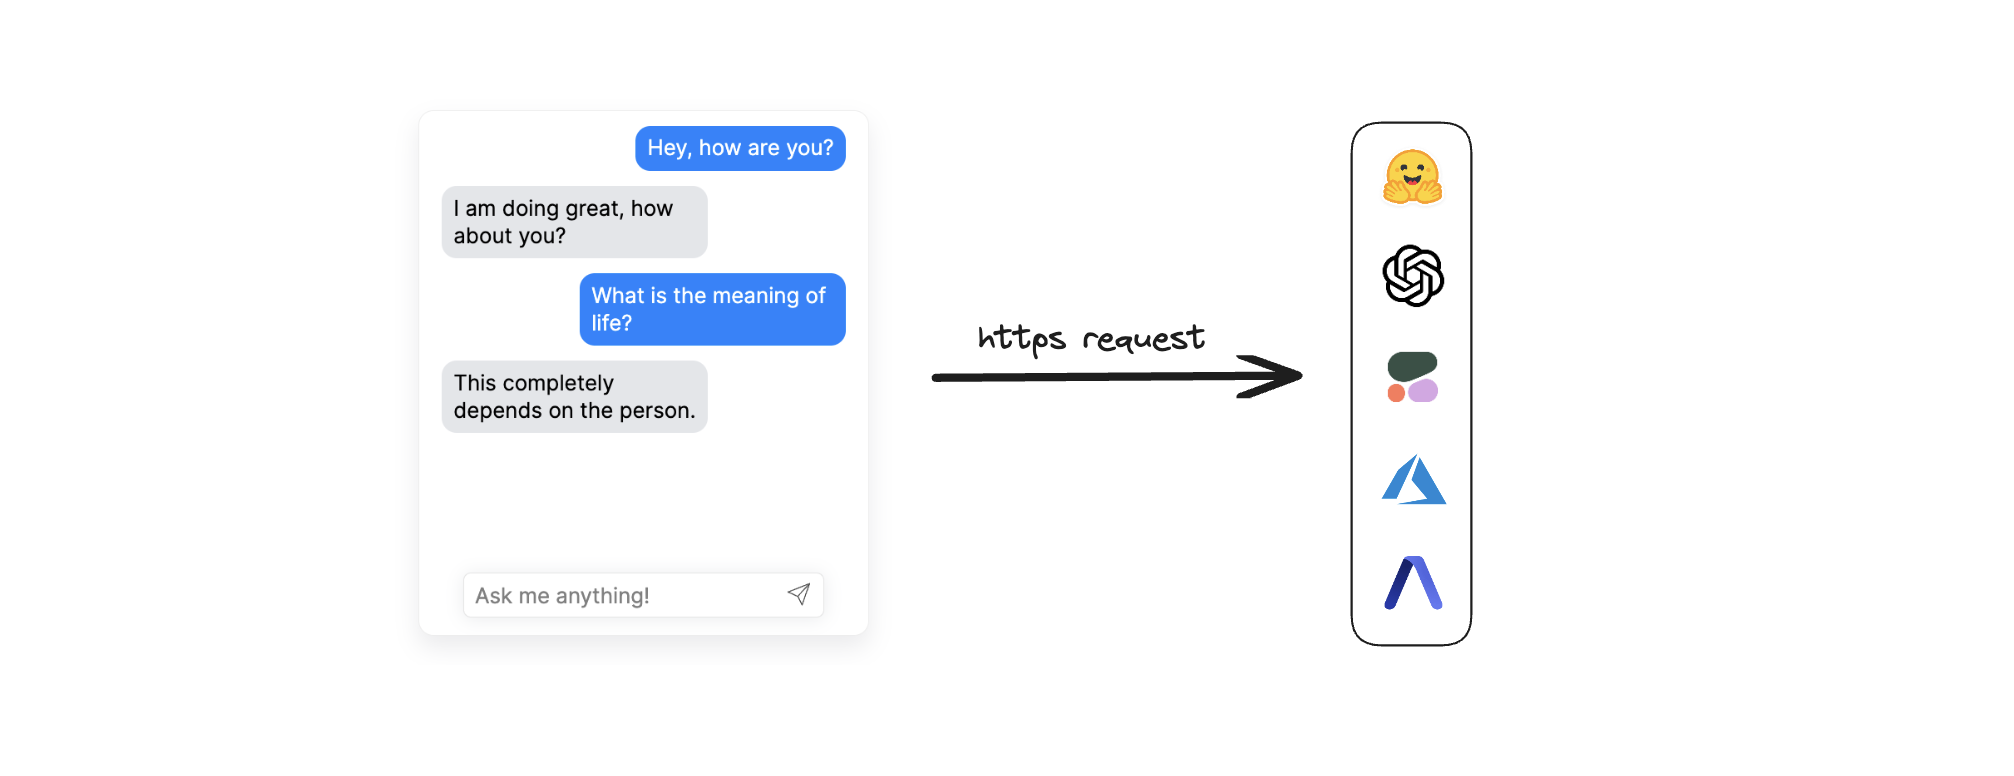 Hey, how are you?
I am doing great, how
about you?
What is the meaning of
life?
This completely
depends on the person.
Ask me anything!
https request